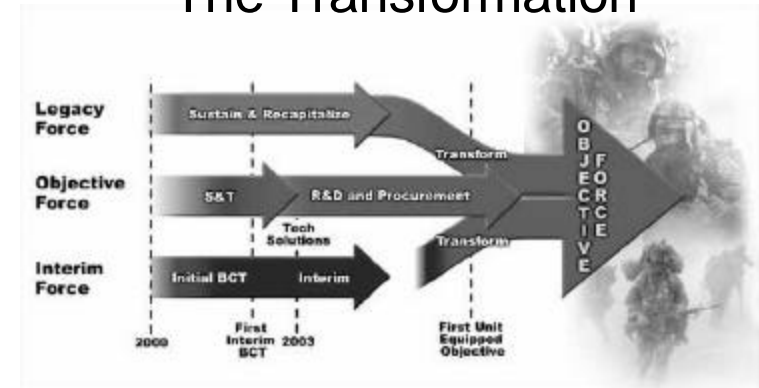 The Transformation
Legacy
Force
Sustain & Recapitalize
Transform
Objective
Force
S&T
R&D and Procurement
Tech
Solutions
Transform
Interim
Force
Initial BCT
Interim
OBJECTIVE
FORCE
2000
First
Interim
BCT
2003
First Unit
Equipped
Objective